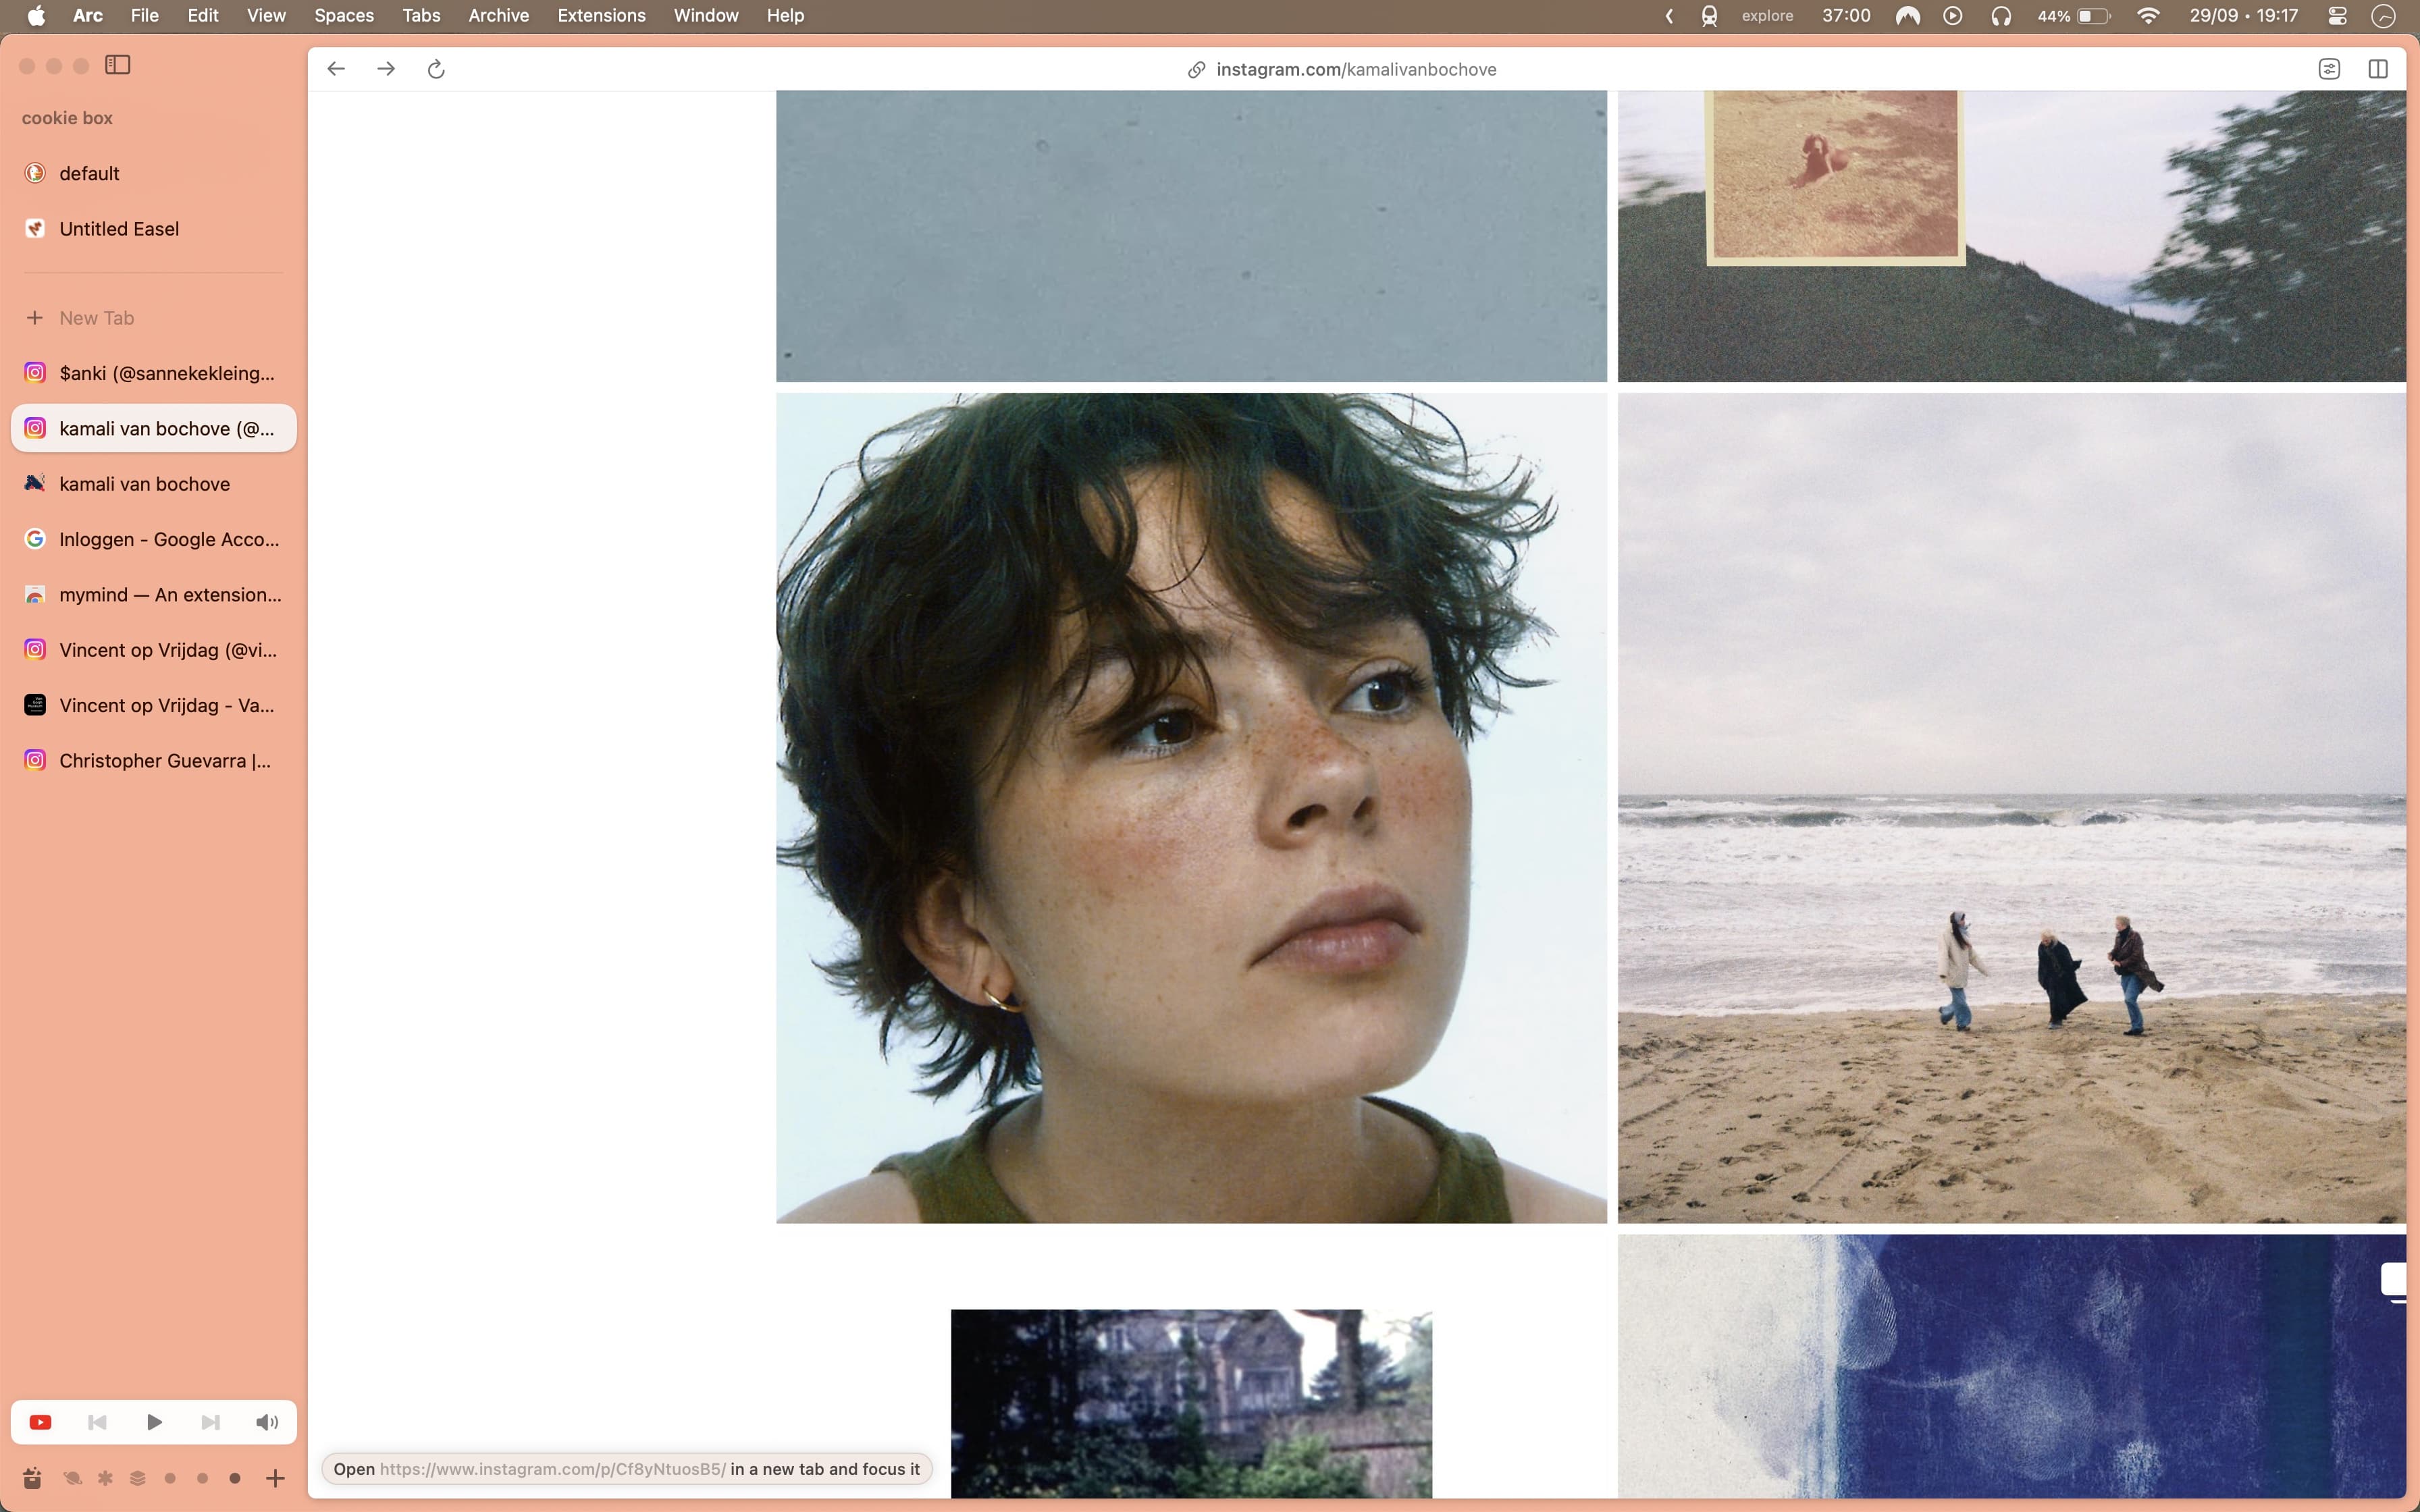 Arc File Edit View Spaces Tabs Archive Extensions Window Help explore 37:00 44% 29/09 • 19:17
instagram.com/kamalivanbochove
cookie box
default
Untitled Easel
New Tab
$anki (@sannekekleing...
kamali van bochove (@...
kamali van bochove
Inloggen - Google Acco...
mymind — An extension...
Vincent op Vrijdag (@vi...
Vincent op Vrijdag - Va...
Christopher Guevarra |...
Open https://www.instagram.com/p/Cf8yNtuosB5/ in a new tab and focus it